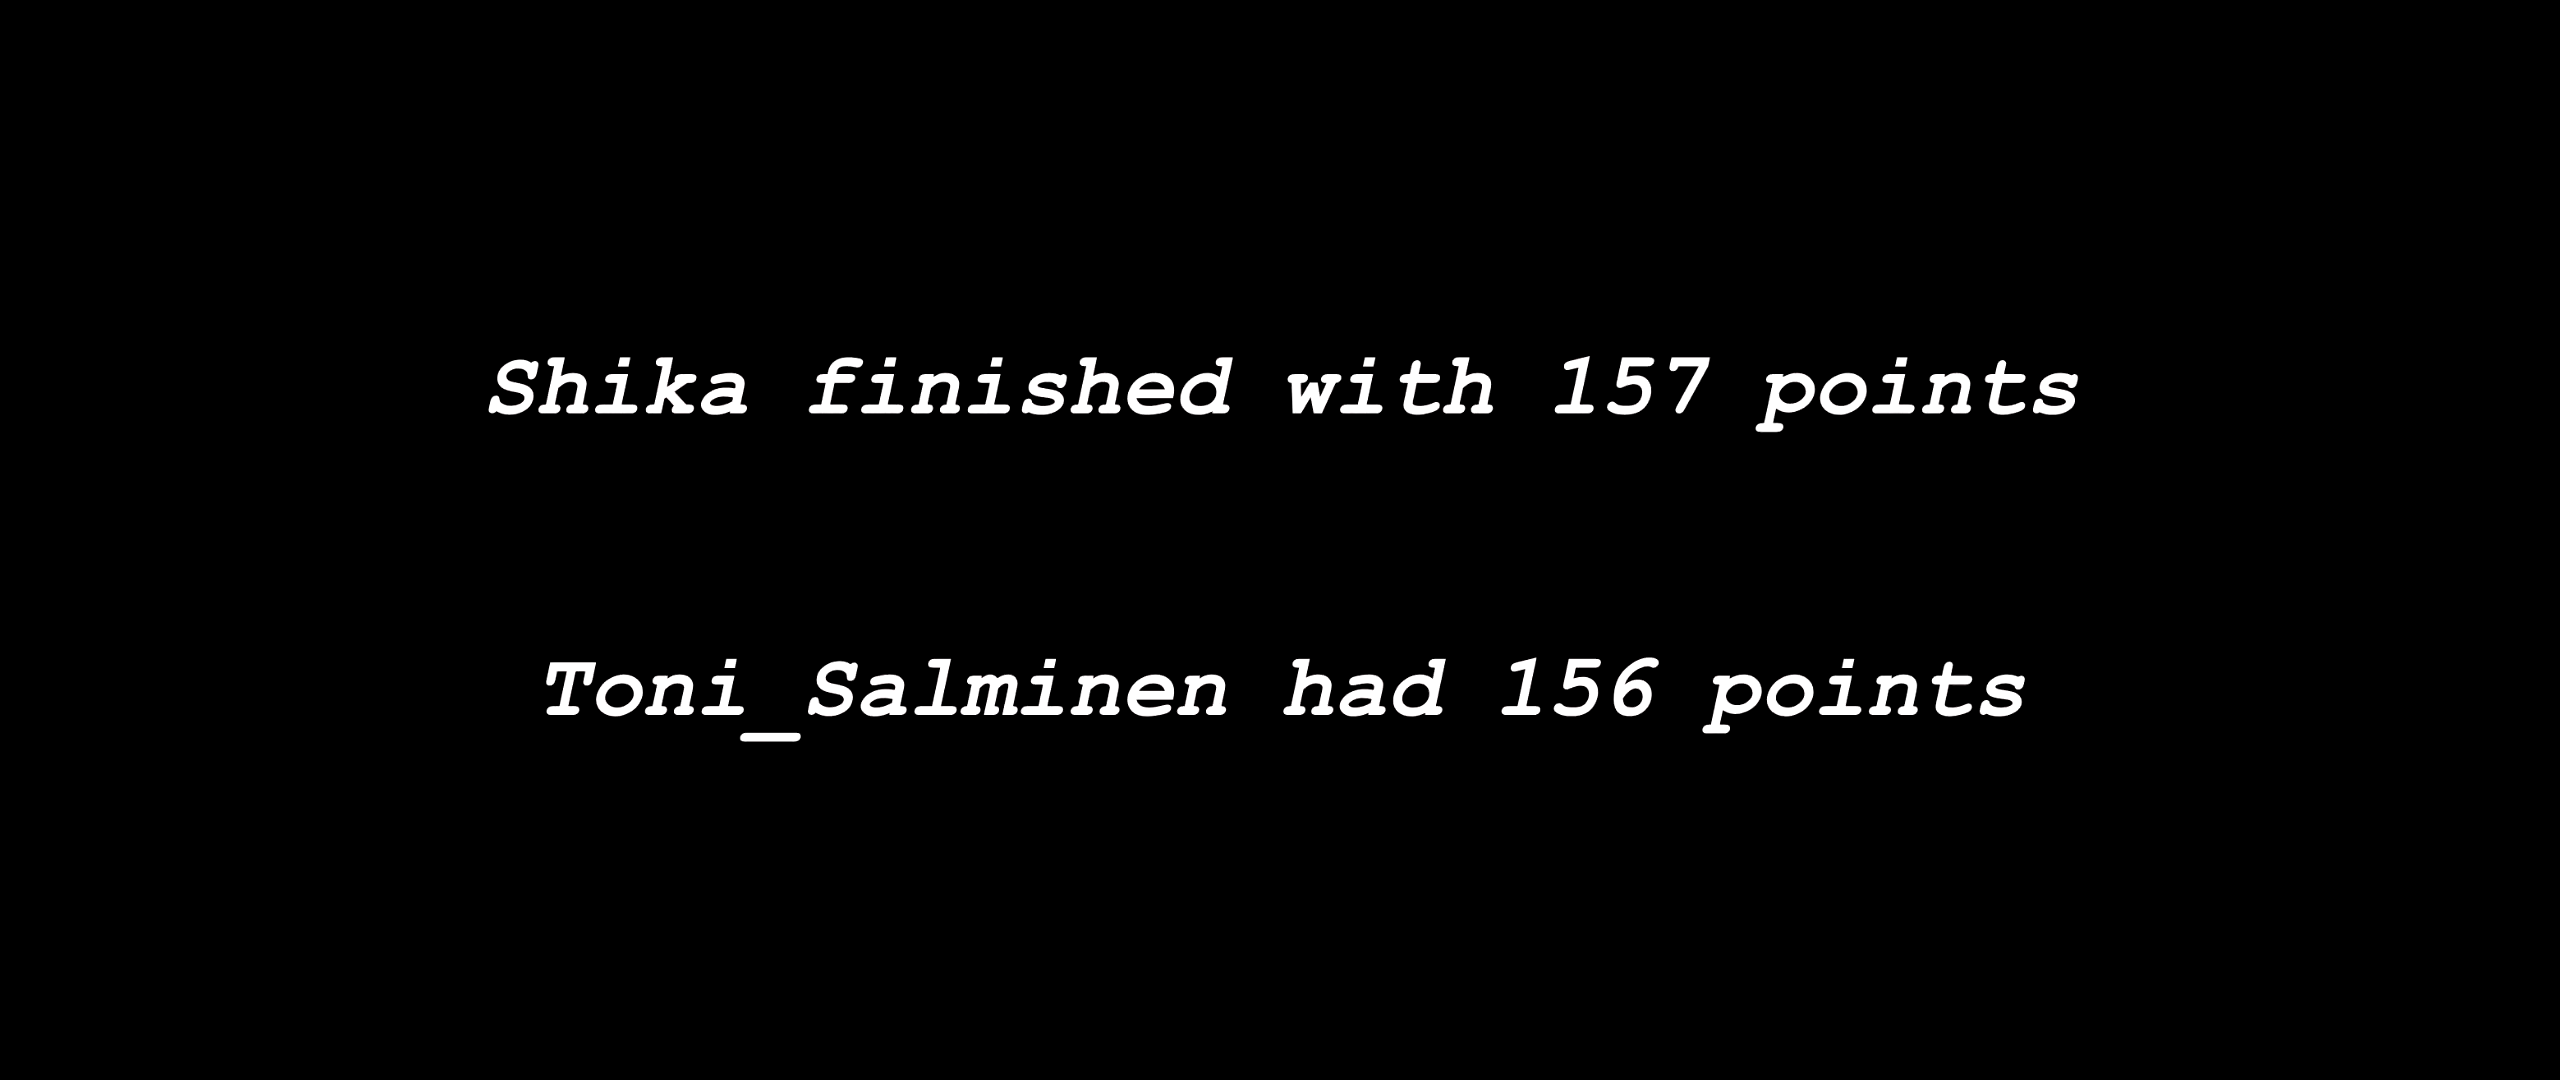 Shika finished with 157 points
Toni_Salminen had 156 points